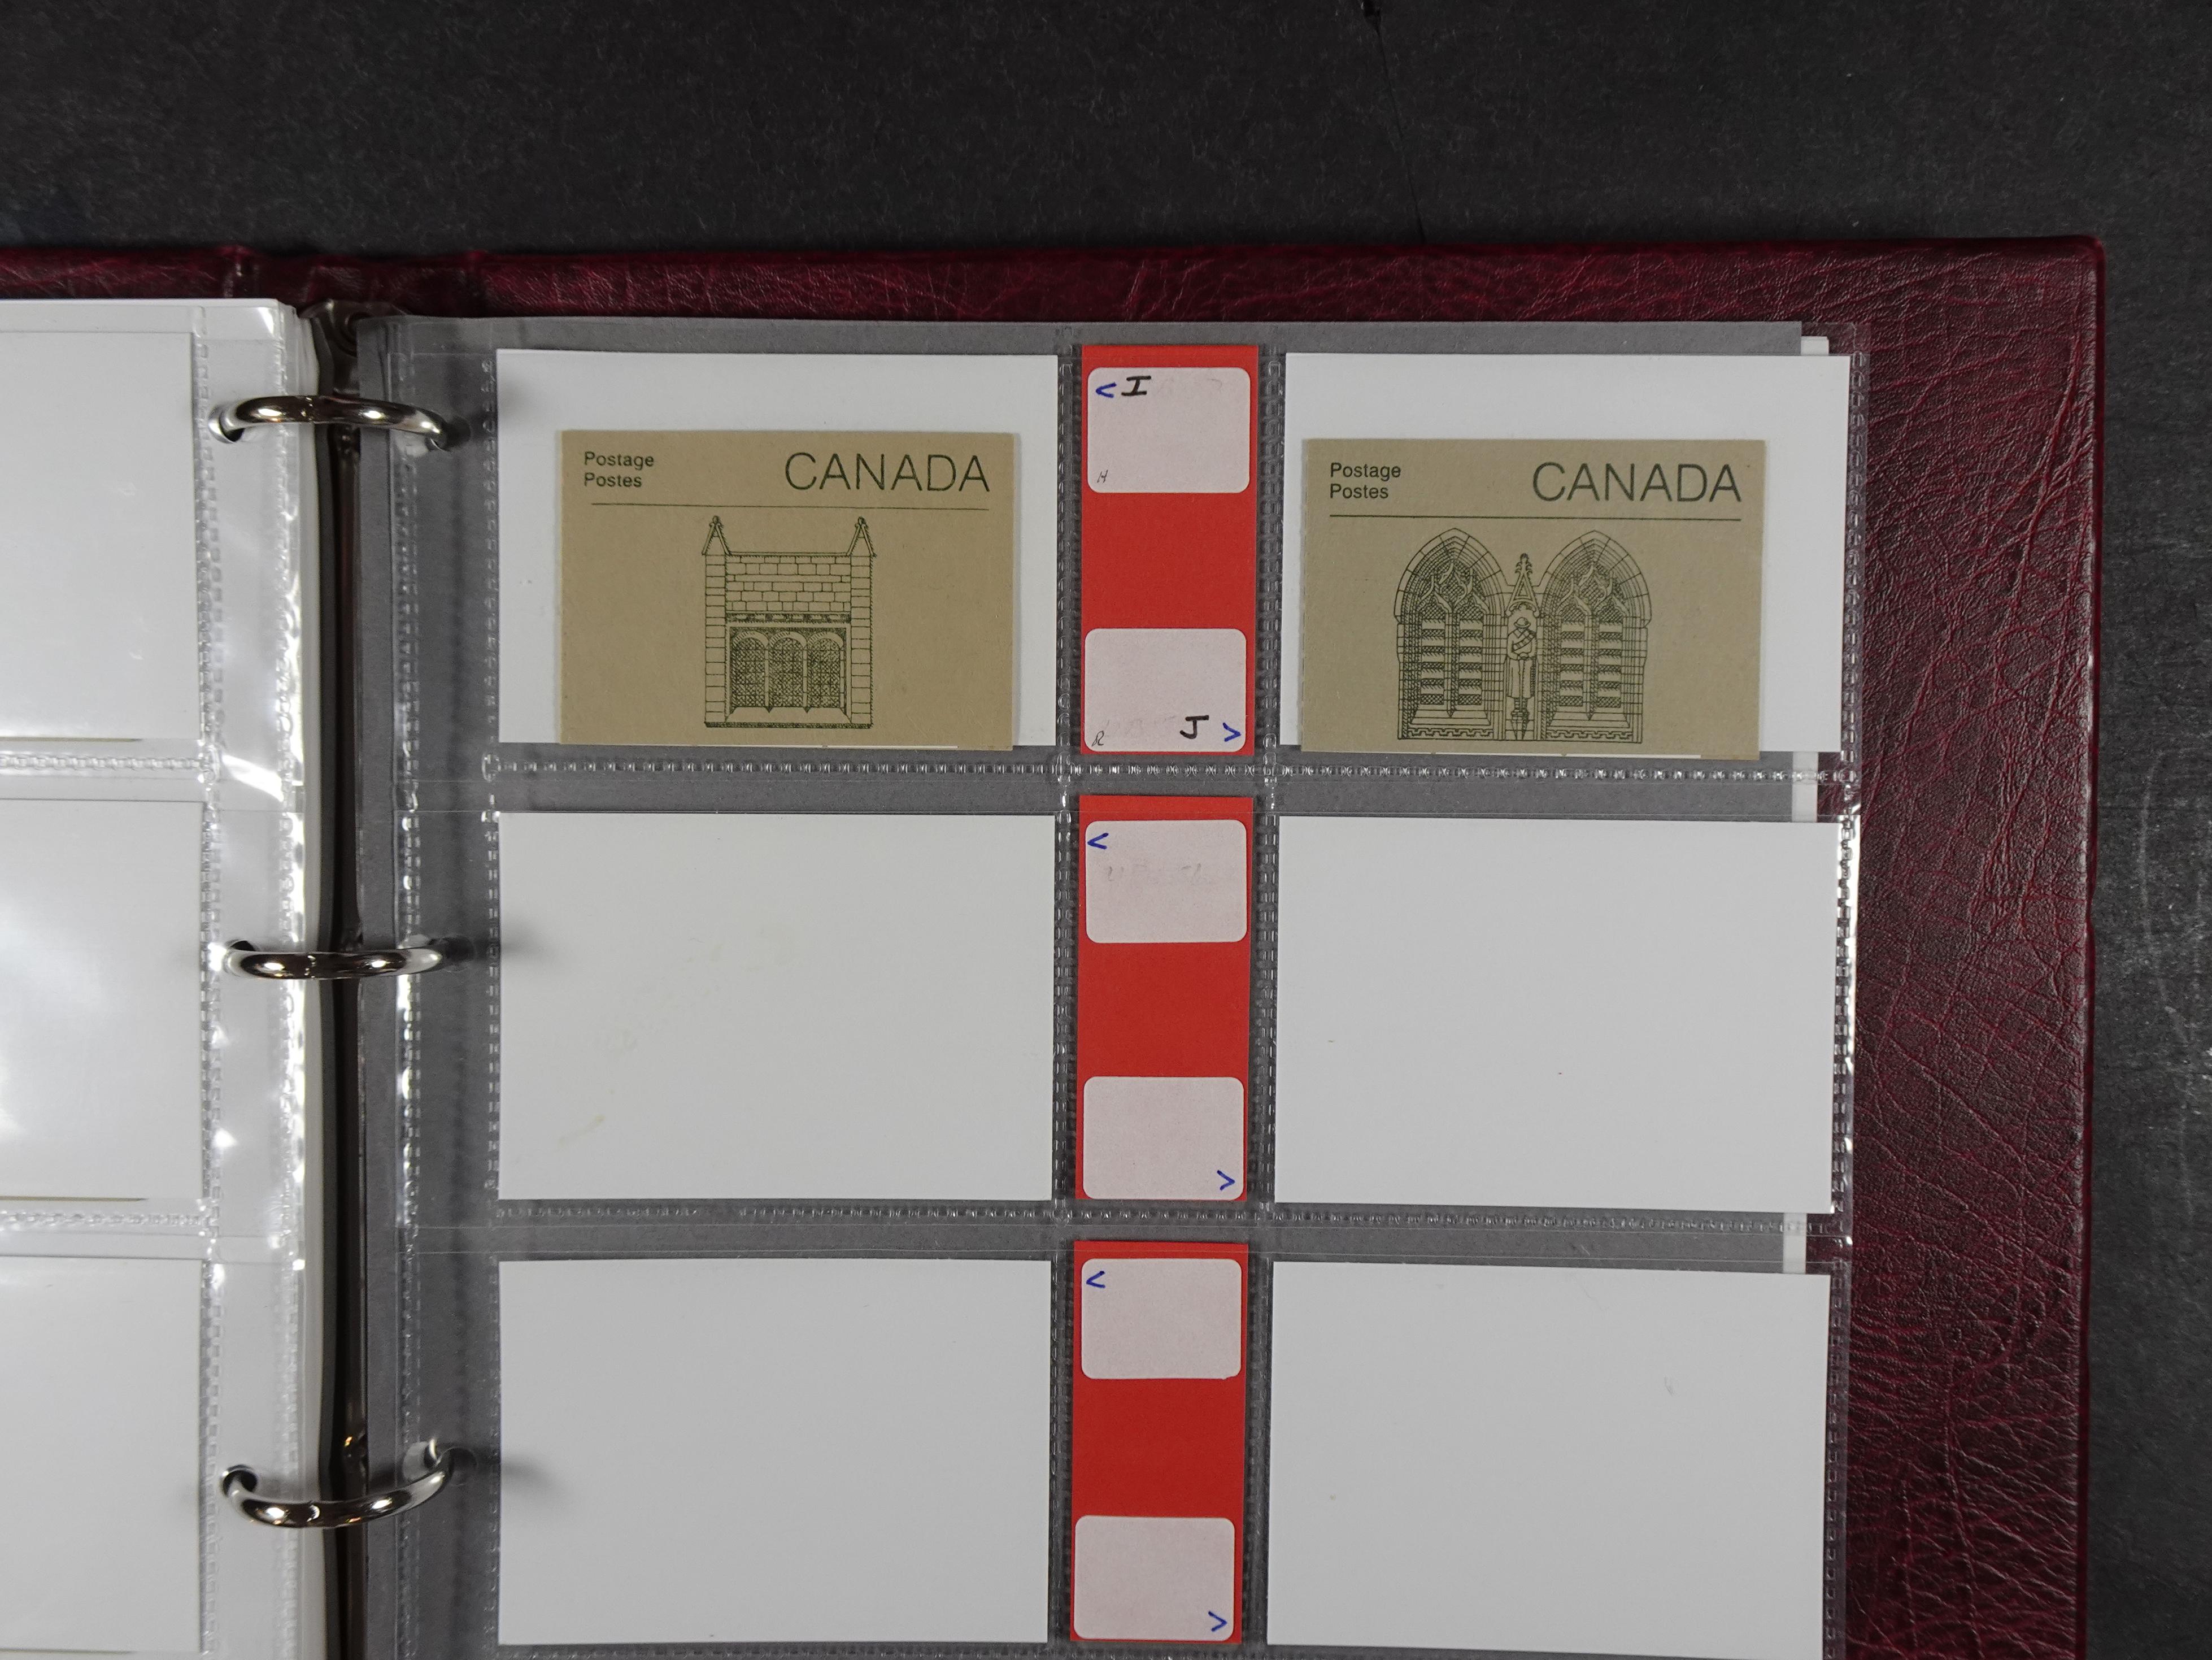 Postage
Postes
CANADA
< I
H
R
J >
Postage
Postes
CANADA
<
>
<
>